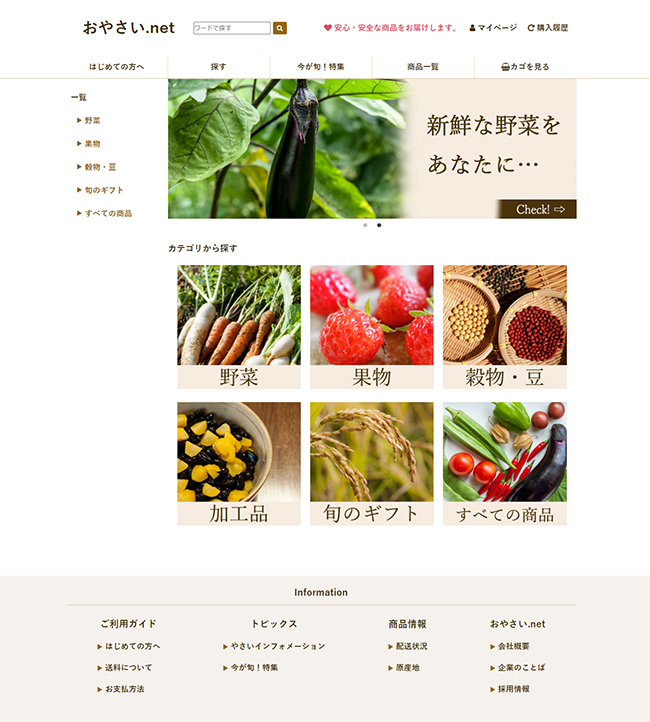 おやさい.net
ワードで探す
安心・安全な商品をお届けします。
マイページ
購入履歴
はじめての方へ
探す
今が旬！特集
商品一覧
カゴを見る
一覧
野菜
果物
穀物・豆
旬のギフト
すべての商品
新鮮な野菜を
あなたに…
Check! ⇨
カテゴリから探す
野菜
果物
穀物・豆
加工品
旬のギフト
すべての商品
Information
ご利用ガイド
はじめての方へ
送料について
お支払方法
トピックス
やさいインフォメーション
今が旬！特集
商品情報
配送状況
原産地
おやさい.net
会社概要
企業のことば
採用情報